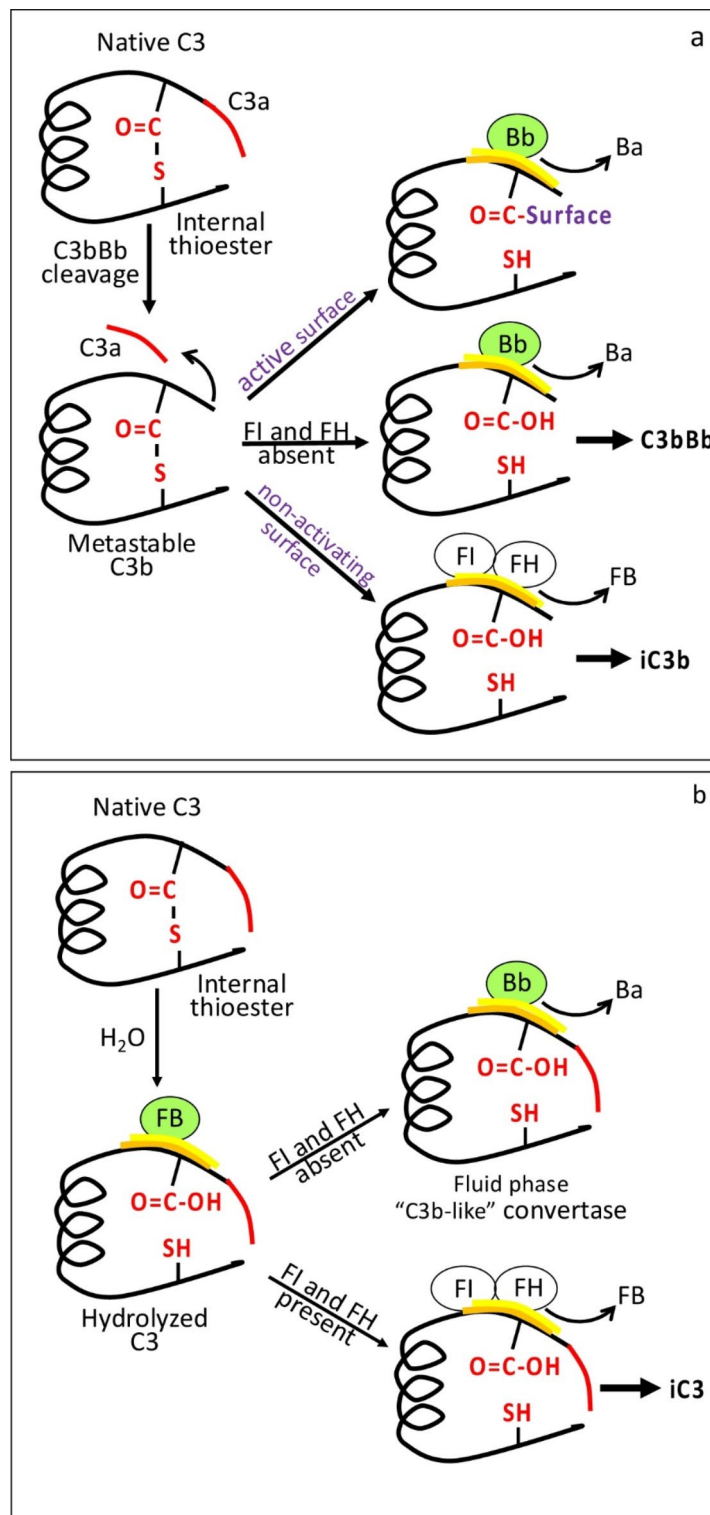 a
Native C3
C3a
O=C
S
Internal
thioester
C3bBb
cleavage
C3a
O=C
S
Metastable
C3b
active surface
FI and FH
absent
non-activating
surface
Bb
Ba
O=C-Surface
SH
Bb
Ba
O=C-OH
SH
C3bBb
FI
FH
FB
O=C-OH
SH
iC3b
b
Native C3
O=C
S
Internal
thioester
H2O
FB
O=C-OH
SH
Hydrolyzed
C3
FI and FH
absent
FI and FH
present
Bb
Ba
O=C-OH
SH
Fluid phase
"C3b-like" convertase
FI
FH
FB
O=C-OH
SH
iC3